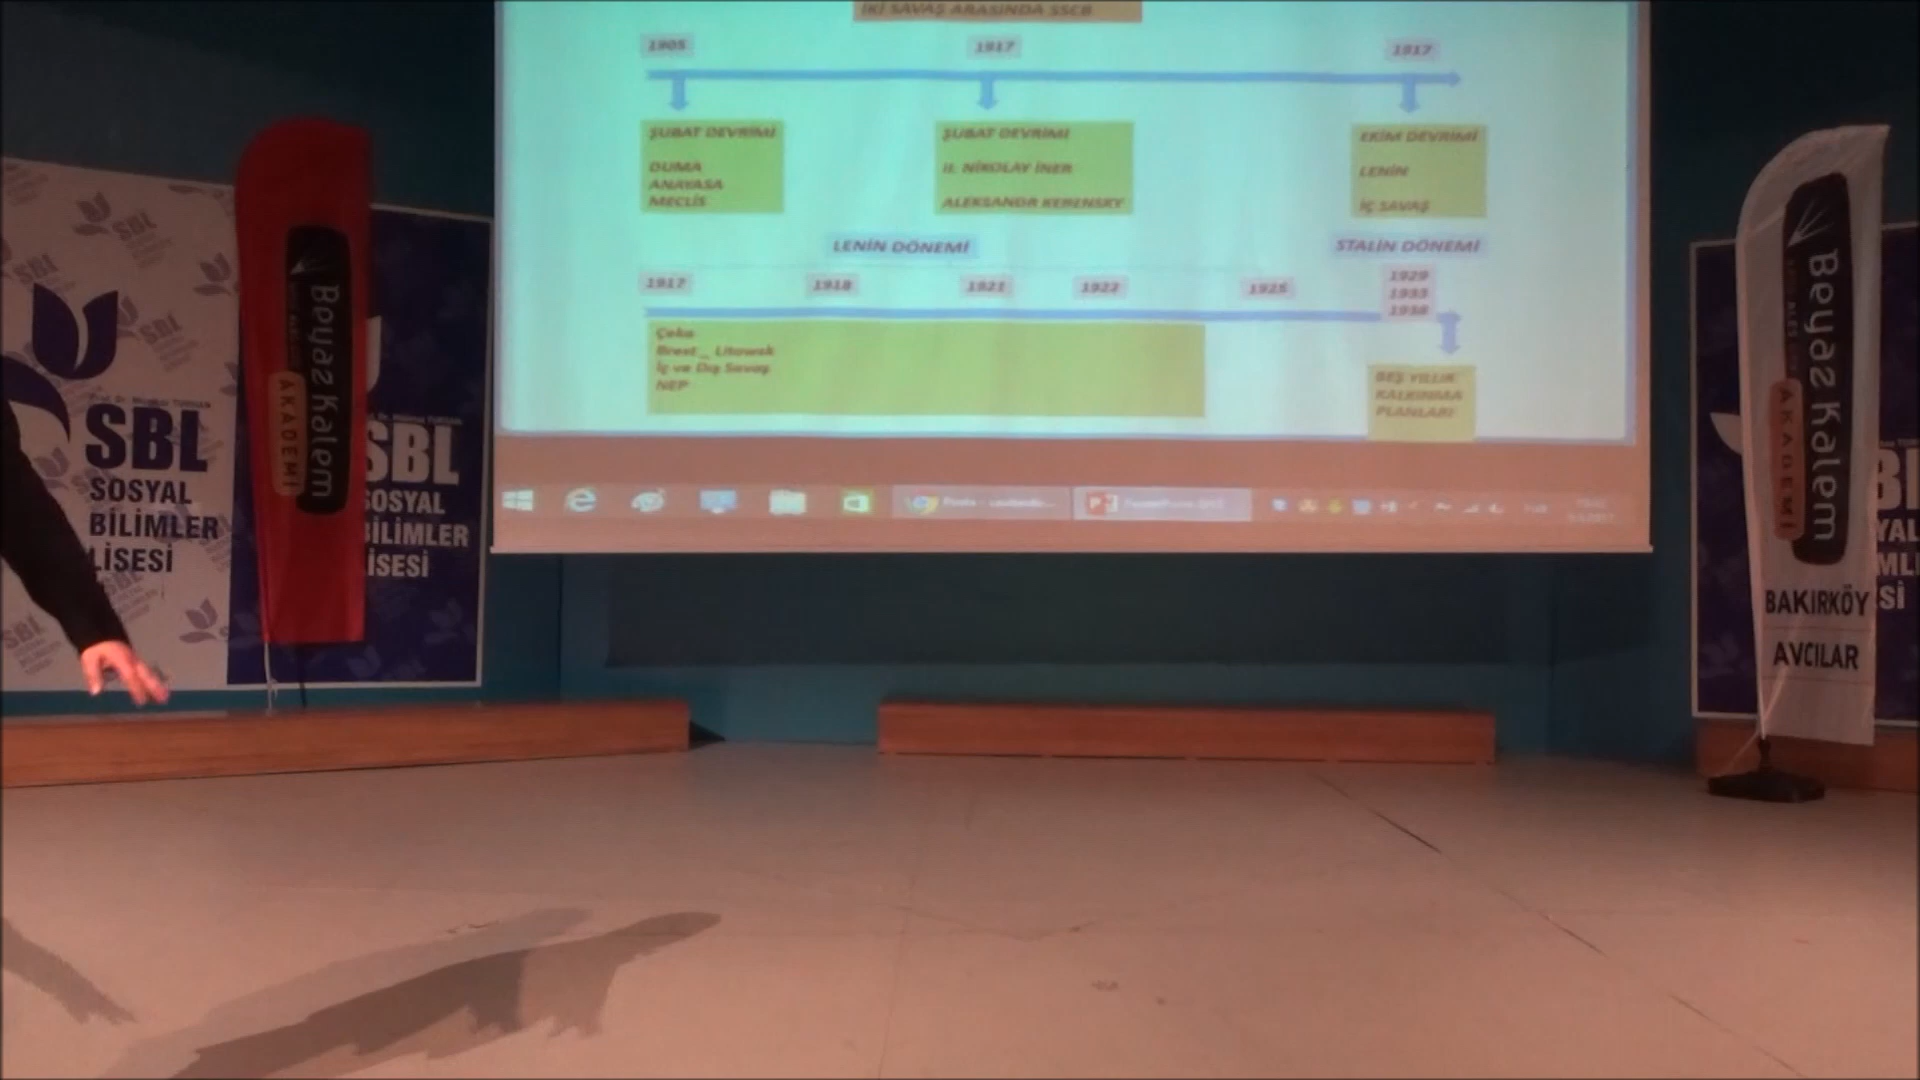 İKİ SAVAŞ ARASINDA SSCB
1905
1917
1917
ŞUBAT DEVRİMİ
DUMA
ANAYASA
MECLİS
ŞUBAT DEVRİMİ
II. NİKOLAY İNER
ALEKSANDR KERENSKY
EKİM DEVRİMİ
LENİN
İÇ SAVAŞ
LENİN DÖNEMİ
STALİN DÖNEMİ
1917
1918
1921
1922
1925
1929
1933
1938
Çeka
Brest _ Litowsk
İç ve Dış Savaş
NEP
BEŞ YILLIK
KALKINMA
PLANLARI
SBL
SOSYAL
BİLİMLER
LİSESİ
Beyaz Kalem
AKADEMİ
SBL
SOSYAL
BİLİMLER
LİSESİ
Beyaz Kalem
AKADEMİ
BAKIRKÖY
AVCILAR